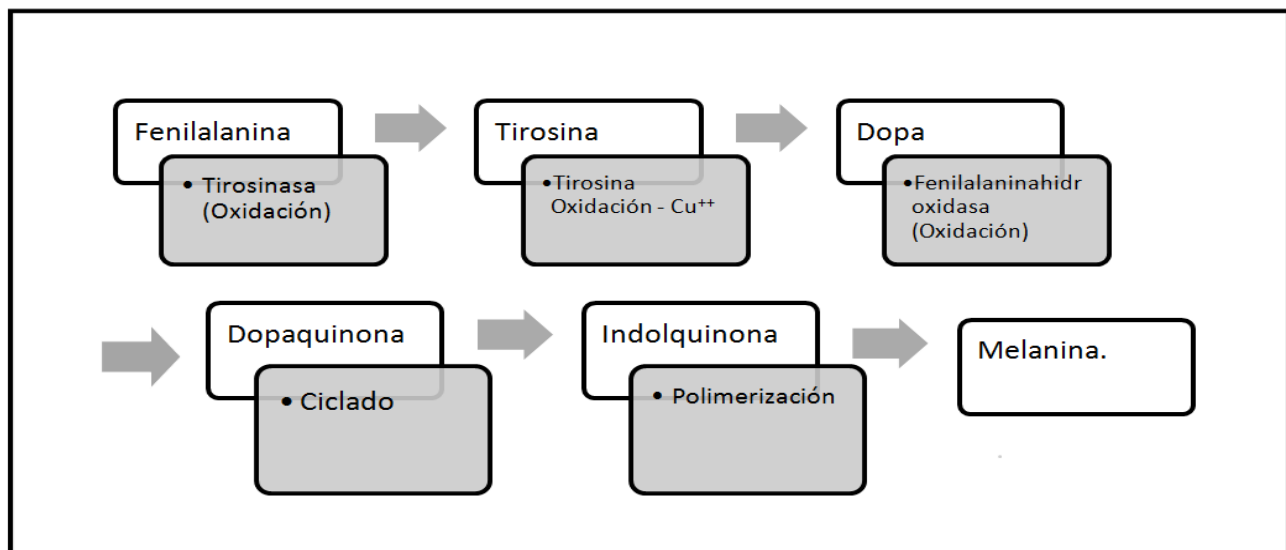 Fenilalanina
• Tirosinasa
(Oxidación)
Tirosina
•Tirosina
Oxidación - Cu⁺⁺
Dopa
•Fenilalaninahidr
oxidasa
(Oxidación)
Dopaquinona
• Ciclado
Indolquinona
• Polimerización
Melanina.